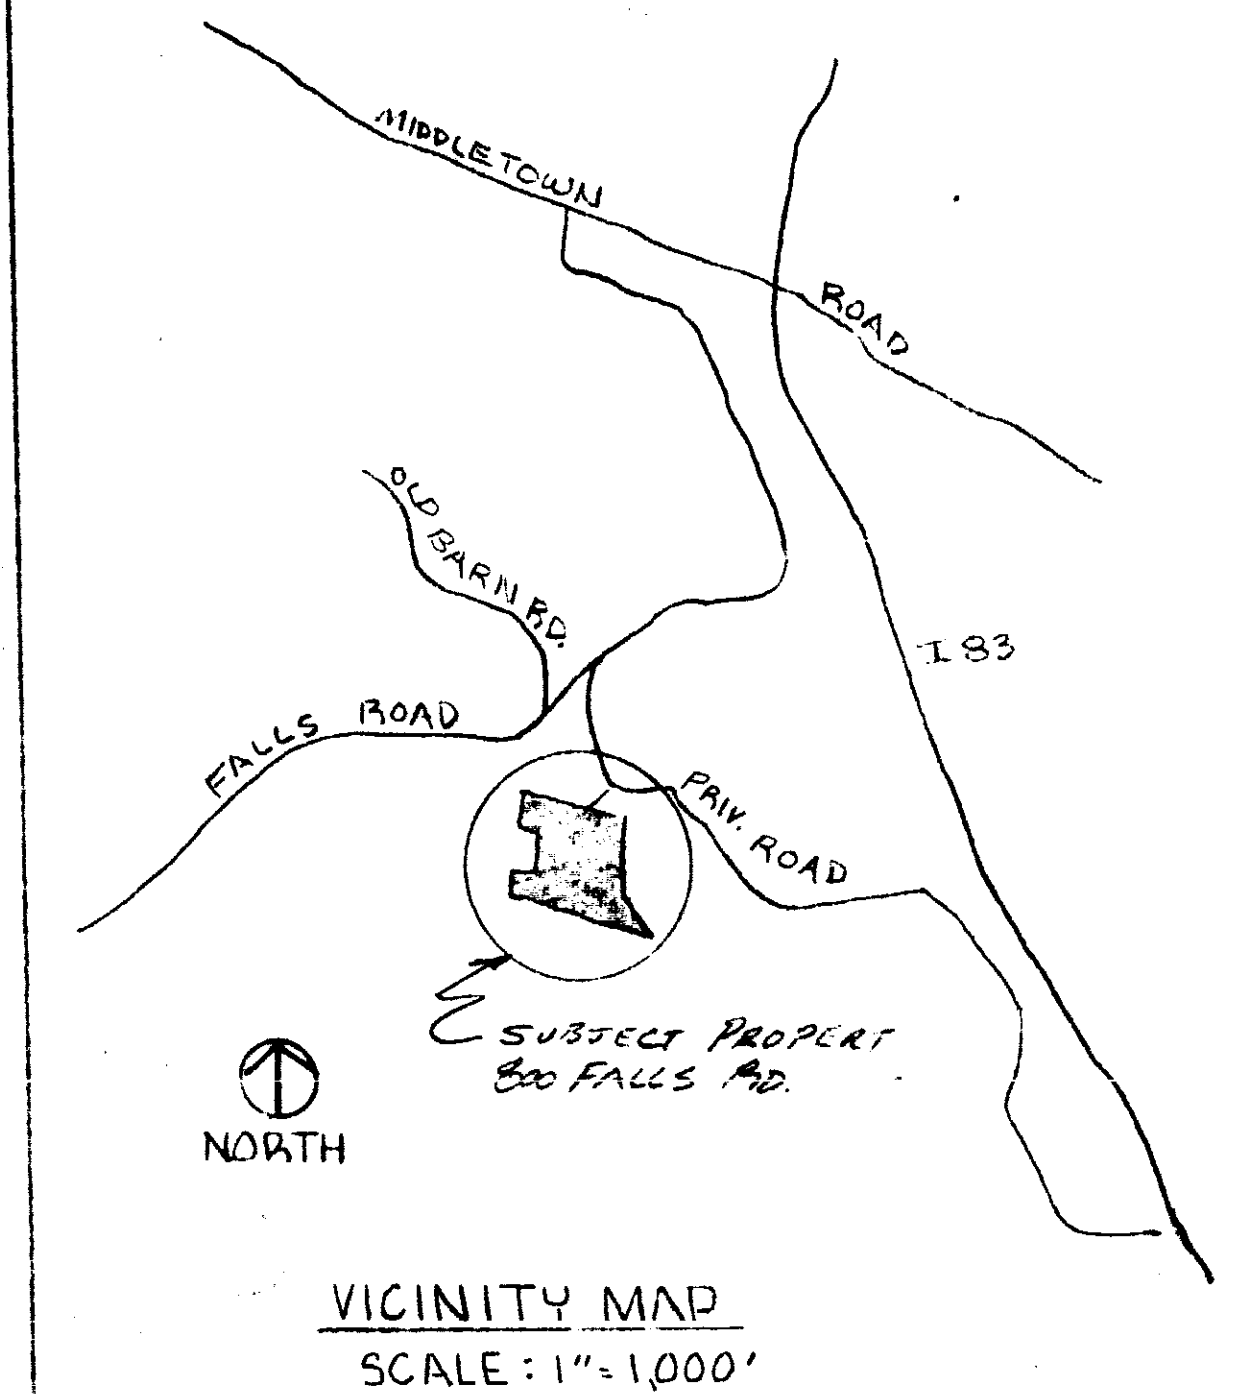 MIDDLETOWN ROAD
OLD BARN RD.
I 83
FALLS ROAD
PRIV. ROAD
SUBJECT PROPERT
800 FALLS RD.
NORTH
VICINITY MAP
SCALE: 1"= 1,000'